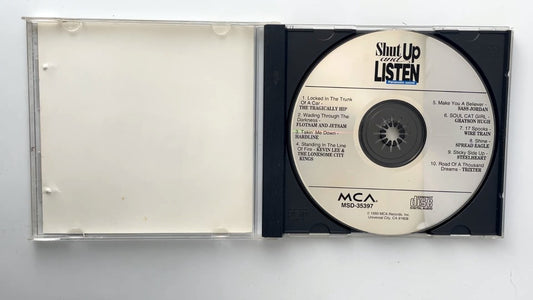 Shut Up
and
LISTEN
1. Locked In The Trunk
Of A Car -
THE TRAGICALLY HIP
2. Wading Through The
Darkness -
FLOTSAM AND JETSAM
3. Takin' Me Down -
HARDLINE
4. Standing In The Line
Of Fire - KEVIN LEE &
THE LONESOME CITY
KINGS
5. Make You A Believer -
SASS JORDAN
6. SOUL CAT GIRL -
GRAYSON HUGH
7. 17 Spooks -
WIRE TRAIN
8. Shine -
SPREAD EAGLE
9. Sticky Side Up -
STEELHEART
10. Road Of A Thousand
Dreams - TRIXTER
MCA
MSD-35397
MCA Records, Inc.
Universal City, CA
COMPACT
disc
DIGITAL AUDIO